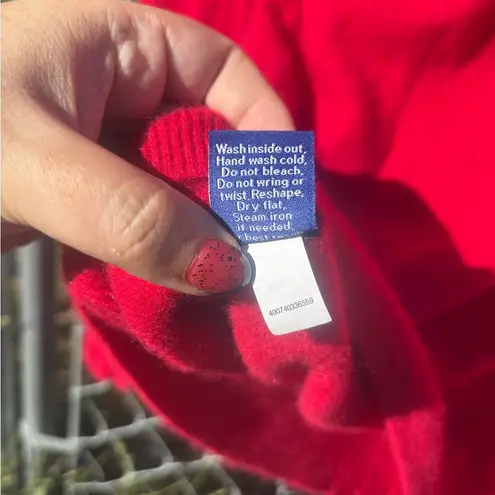 Wash inside out,
Hand wash cold,
Do not bleach,
Do not wring or
twist, Reshape,
Dry flat,
Steam iron
if needed,
best
400740336559